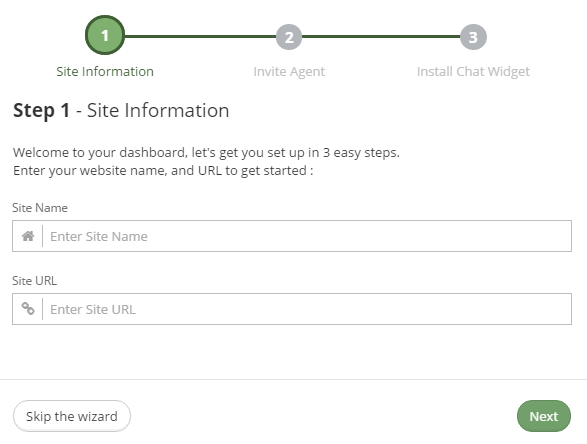 1
2
3
Site Information
Invite Agent
Install Chat Widget
Step 1 - Site Information
Welcome to your dashboard, let's get you set up in 3 easy steps.
Enter your website name, and URL to get started :
Site Name
Enter Site Name
Site URL
Enter Site URL
Skip the wizard
Next